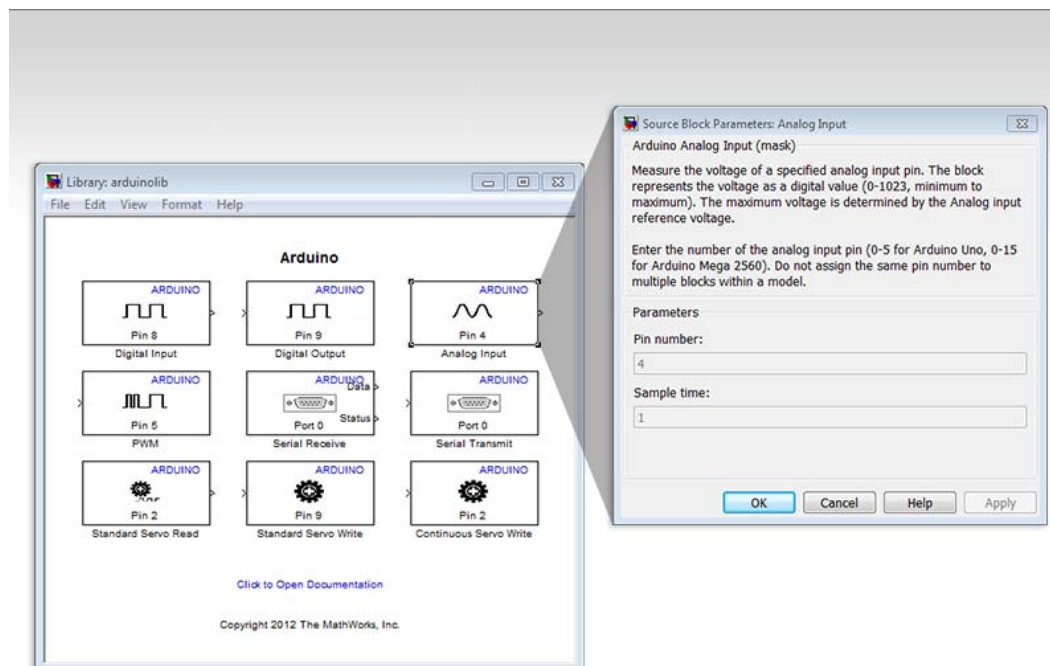 Library: arduinolib
File Edit View Format Help
Arduino
ARDUINO ARDUINO ARDUINO
Pin 8 Pin 9 Pin 4
Digital Input Digital Output Analog Input
ARDUINO ARDUINO ARDUINO
Data
Status
Pin 5 Port 0 Port 0
PWM Serial Receive Serial Transmit
ARDUINO ARDUINO ARDUINO
Pin 2 Pin 9 Pin 2
Standard Servo Read Standard Servo Write Continuous Servo Write
Click to Open Documentation
Copyright 2012 The MathWorks, Inc.
Source Block Parameters: Analog Input
Arduino Analog Input (mask)
Measure the voltage of a specified analog input pin. The block
represents the voltage as a digital value (0-1023, minimum to
maximum). The maximum voltage is determined by the Analog input
reference voltage.
Enter the number of the analog input pin (0-5 for Arduino Uno, 0-15
for Arduino Mega 2560). Do not assign the same pin number to
multiple blocks within a model.
Parameters
Pin number:
4
Sample time:
1
OK Cancel Help Apply